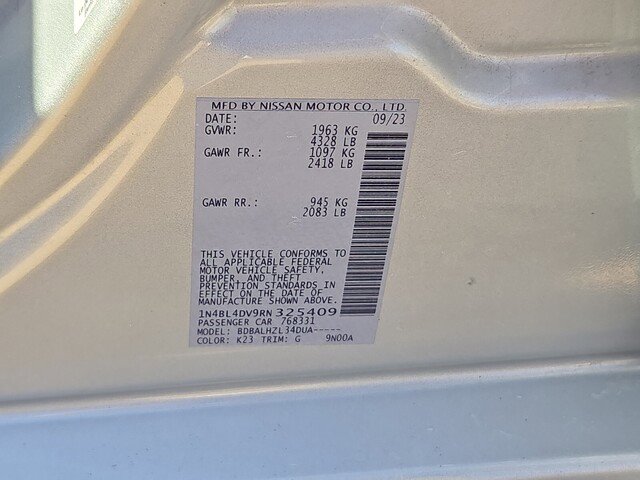 MFD BY NISSAN MOTOR CO., LTD.
DATE: 09/23
GVWR: 1963 KG
4328 LB
GAWR FR.: 1097 KG
2418 LB
GAWR RR.: 945 KG
2083 LB
THIS VEHICLE CONFORMS TO
ALL APPLICABLE FEDERAL
MOTOR VEHICLE SAFETY,
BUMPER, AND THEFT
PREVENTION STANDARDS IN
EFFECT ON THE DATE OF
MANUFACTURE SHOWN ABOVE.
1N4BL4DV9RN325409
PASSENGER CAR 768331
MODEL: BDBALHZL34DUA-----
COLOR: K23 TRIM: G 9N00A